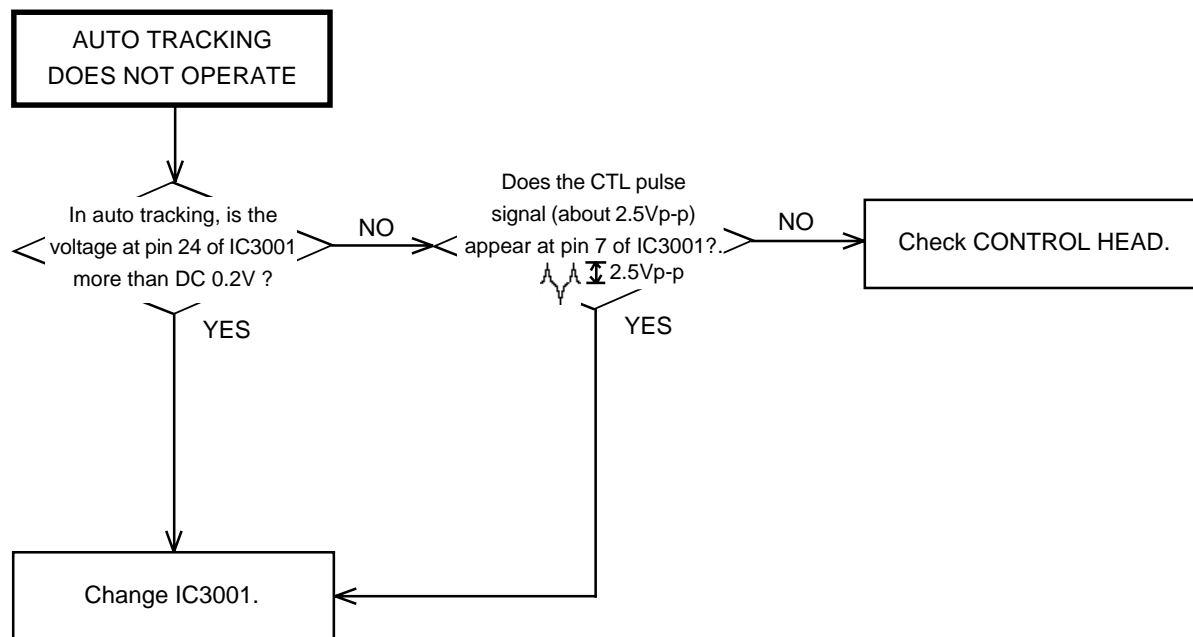 AUTO TRACKING
DOES NOT OPERATE
In auto tracking, is the
voltage at pin 24 of IC3001
more than DC 0.2V ?
NO
YES
Does the CTL pulse
signal (about 2.5Vp-p)
appear at pin 7 of IC3001?.
2.5Vp-p
NO
YES
Check CONTROL HEAD.
Change IC3001.